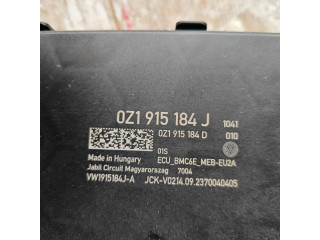 0Z1 915 184 J 1041
0Z1 915 184 D 010
01S
Made in Hungary ECU_BMC6E_MEB-EU2A
Jabil Circuit Magyarorszag 7004
VW1915184J-A JCK-V0214.09.2370040405